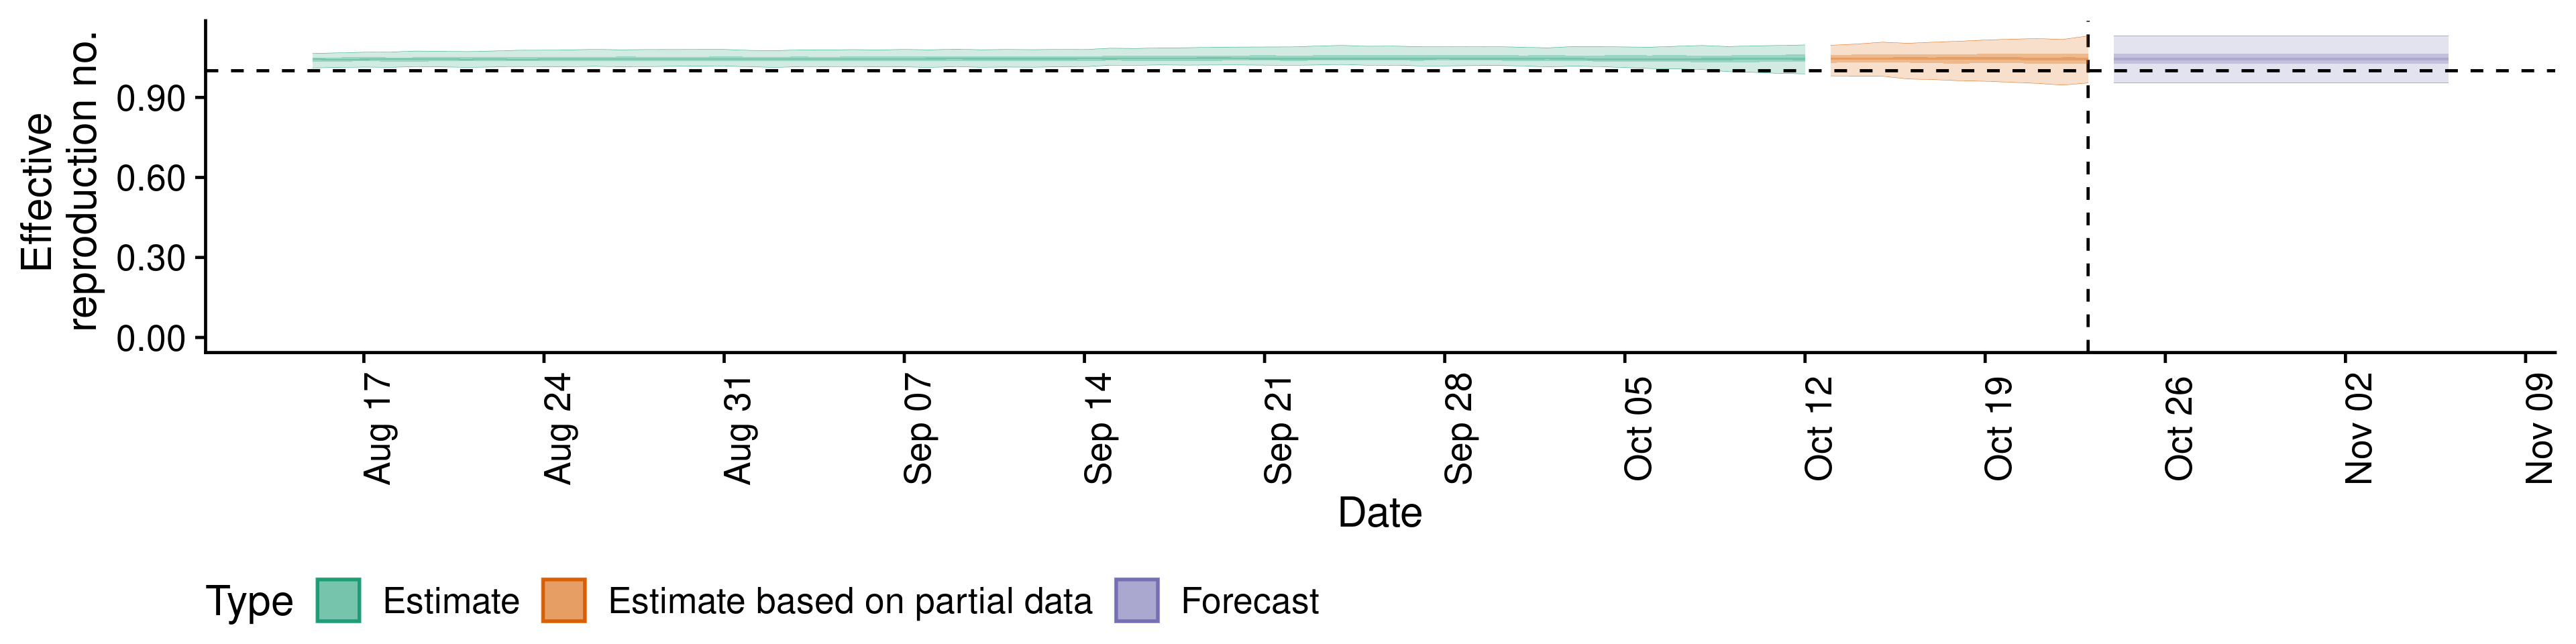 Effective
reproduction no.
0.90
0.60
0.30
0.00
Aug 17
Aug 24
Aug 31
Sep 07
Sep 14
Sep 21
Sep 28
Oct 05
Oct 12
Oct 19
Oct 26
Nov 02
Nov 09
Date
Type Estimate Estimate based on partial data Forecast